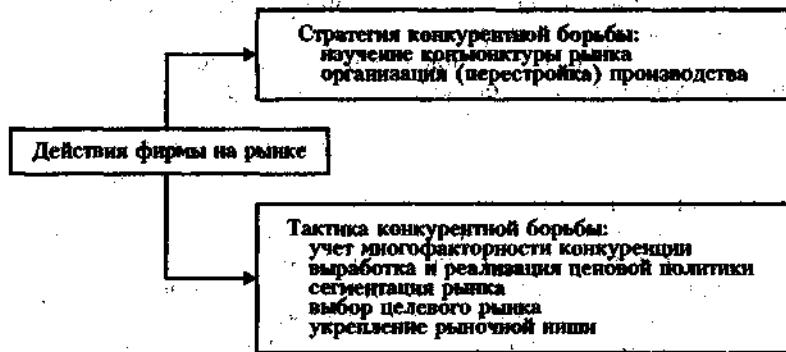 Стратегия конкурентной борьбы:
изучение конъюнктуры рынка
организация (перестройка) производства
Действия фирмы на рынке
Тактика конкурентной борьбы:
учет многофакторности конкуренции
выработка и реализация ценовой политики
сегментация рынка
выбор целевого рынка
укрепление рыночной ниши